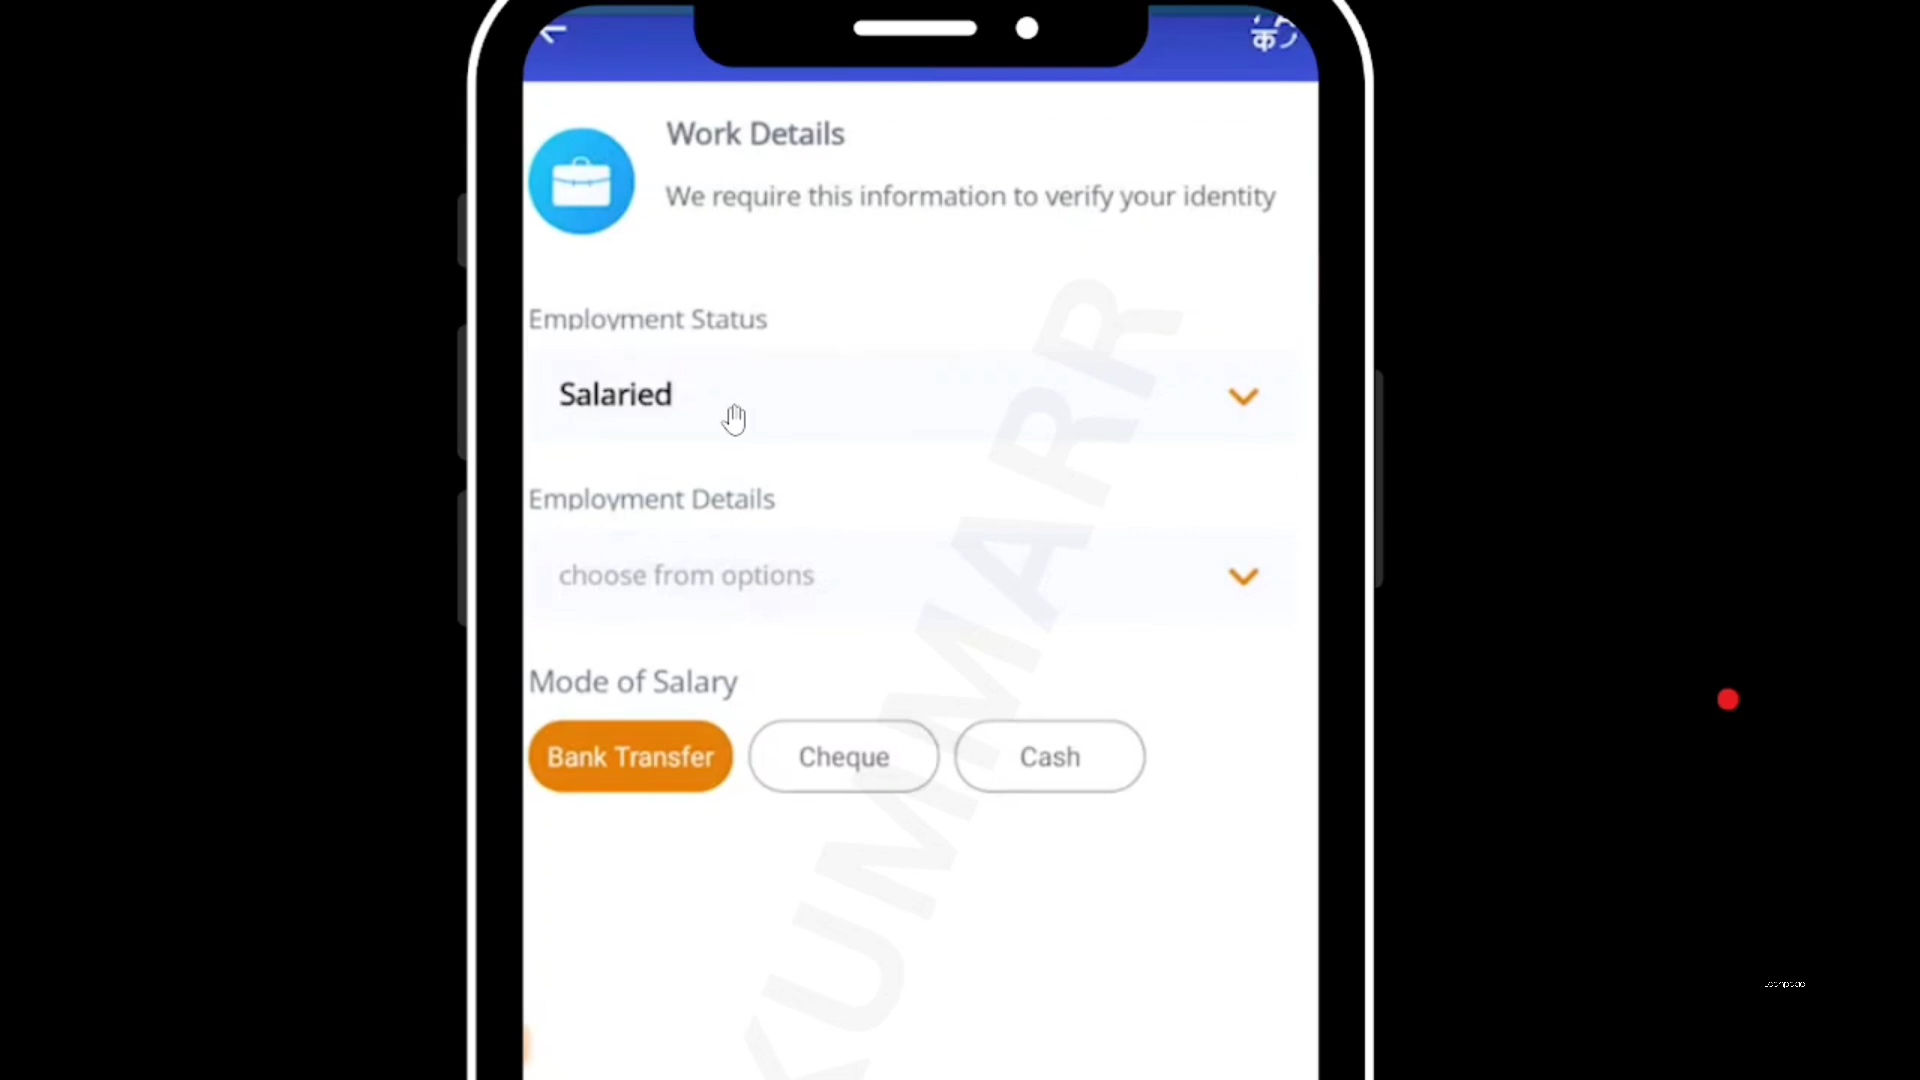 क
Work Details
We require this information to verify your identity
Employment Status
Salaried
Employment Details
choose from options
Mode of Salary
Bank Transfer
Cheque
Cash
KUMMARR